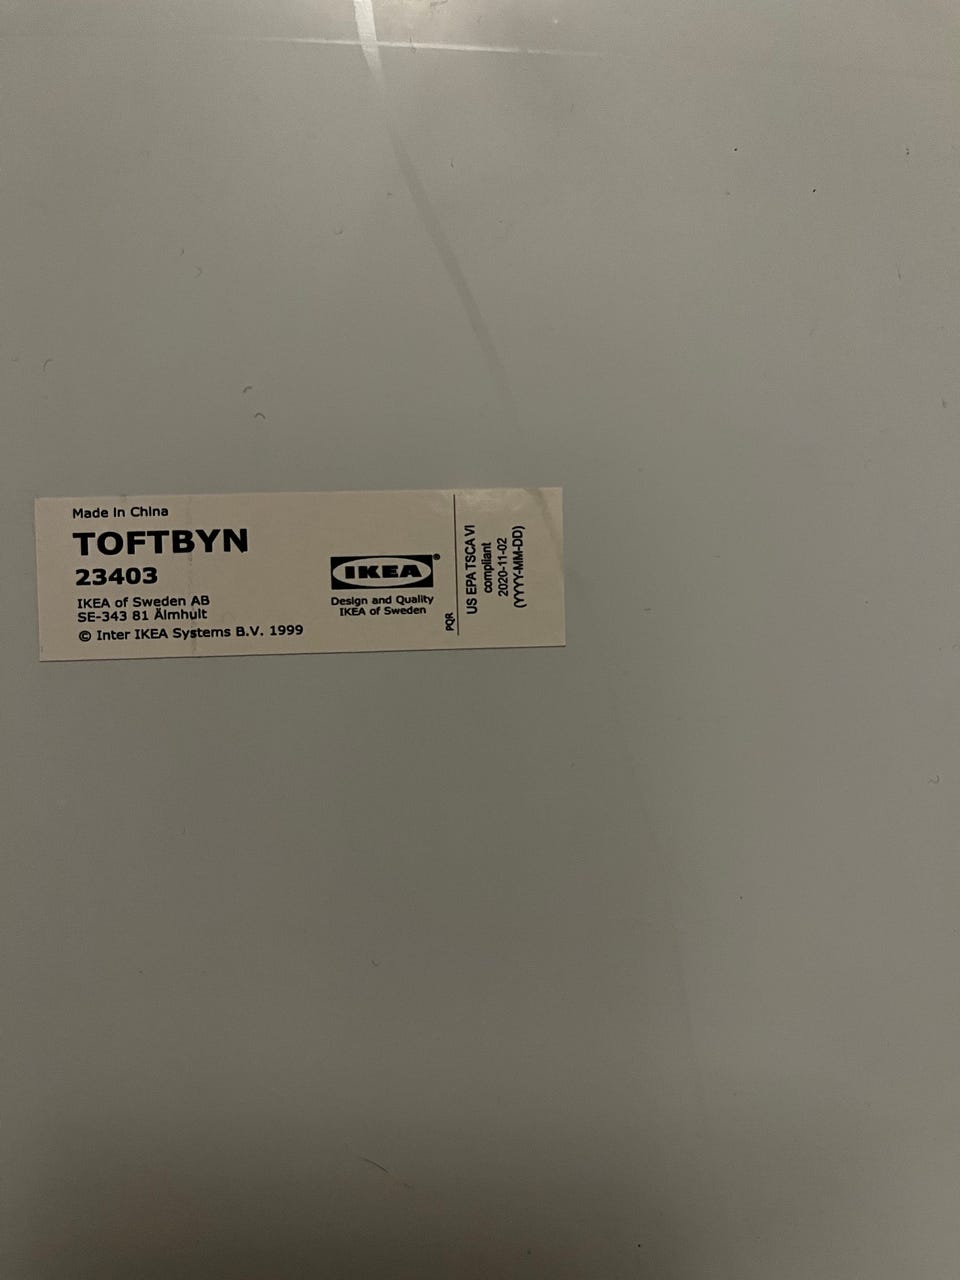 Made in China
TOFTBYN
23403
IKEA of Sweden AB
SE-343 81 Älmhult
© Inter IKEA Systems B.V. 1999
IKEA®
Design and Quality
IKEA of Sweden
PQR
US EPA TSCA VI
compliant
2020-11-02
(YYYY-MM-DD)